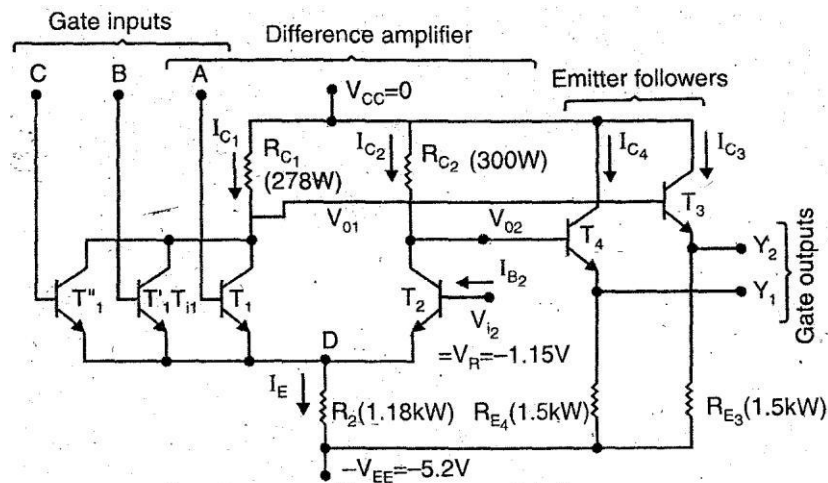 Gate inputs
Difference amplifier
C B A
V_CC=0
Emitter followers
I_C1
R_C1
(278W)
I_C2
R_C2 (300W)
I_C4
I_C3
V_01
V_02
T_3
T_4
Y_2
Y_1
Gate outputs
T"_1
T'_1 T_i1
T_1
T_2
I_B2
V_i2
=V_R=–1.15V
D
I_E
R_2(1.18kW)
R_E4(1.5kW)
R_E3(1.5kW)
–V_EE=–5.2V